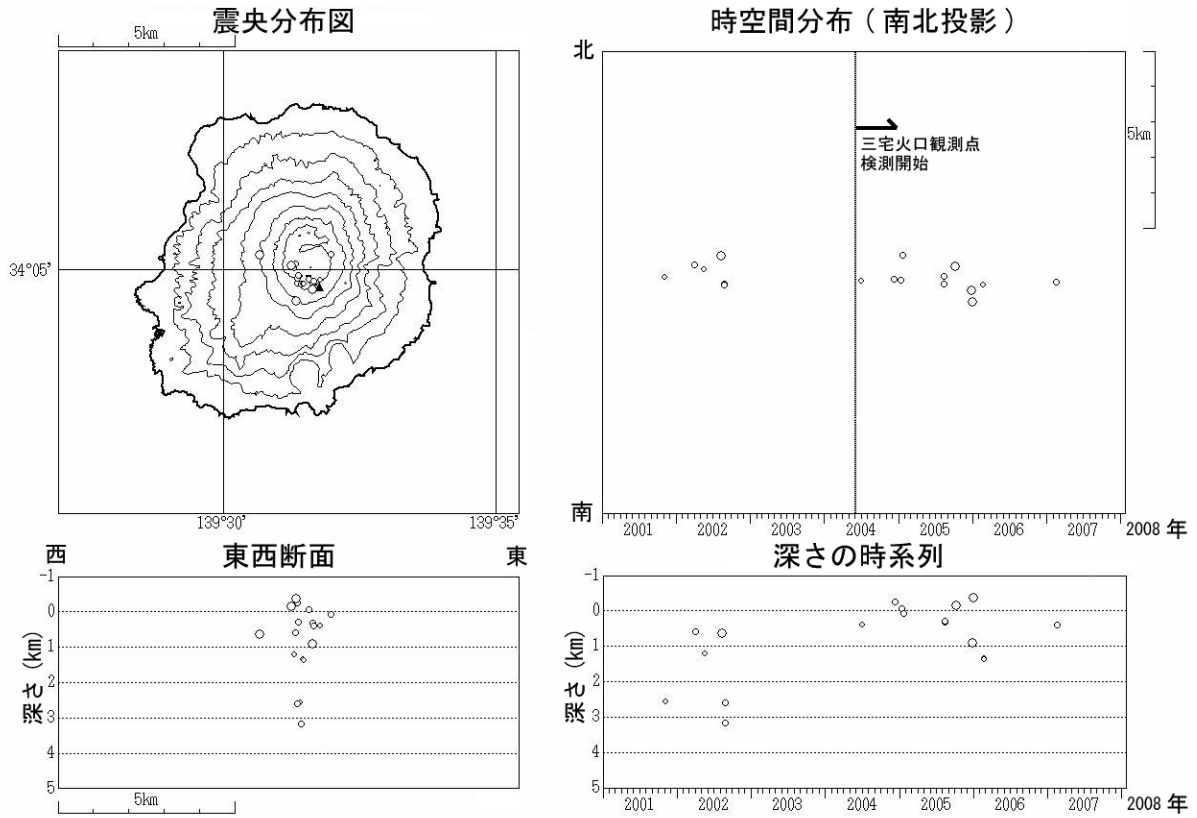 震央分布図
5km
34°05'
139°30'
139°35'
時空間分布（南北投影）
北
三宅火口観測点
検測開始
5km
南
2001 2002 2003 2004 2005 2006 2007 2008 年
西 東西断面 東
-1
0
1
2
3
4
5
深さ (km)
5km
深さの時系列
-1
0
1
2
3
4
5
深さ (km)
2001 2002 2003 2004 2005 2006 2007 2008 年